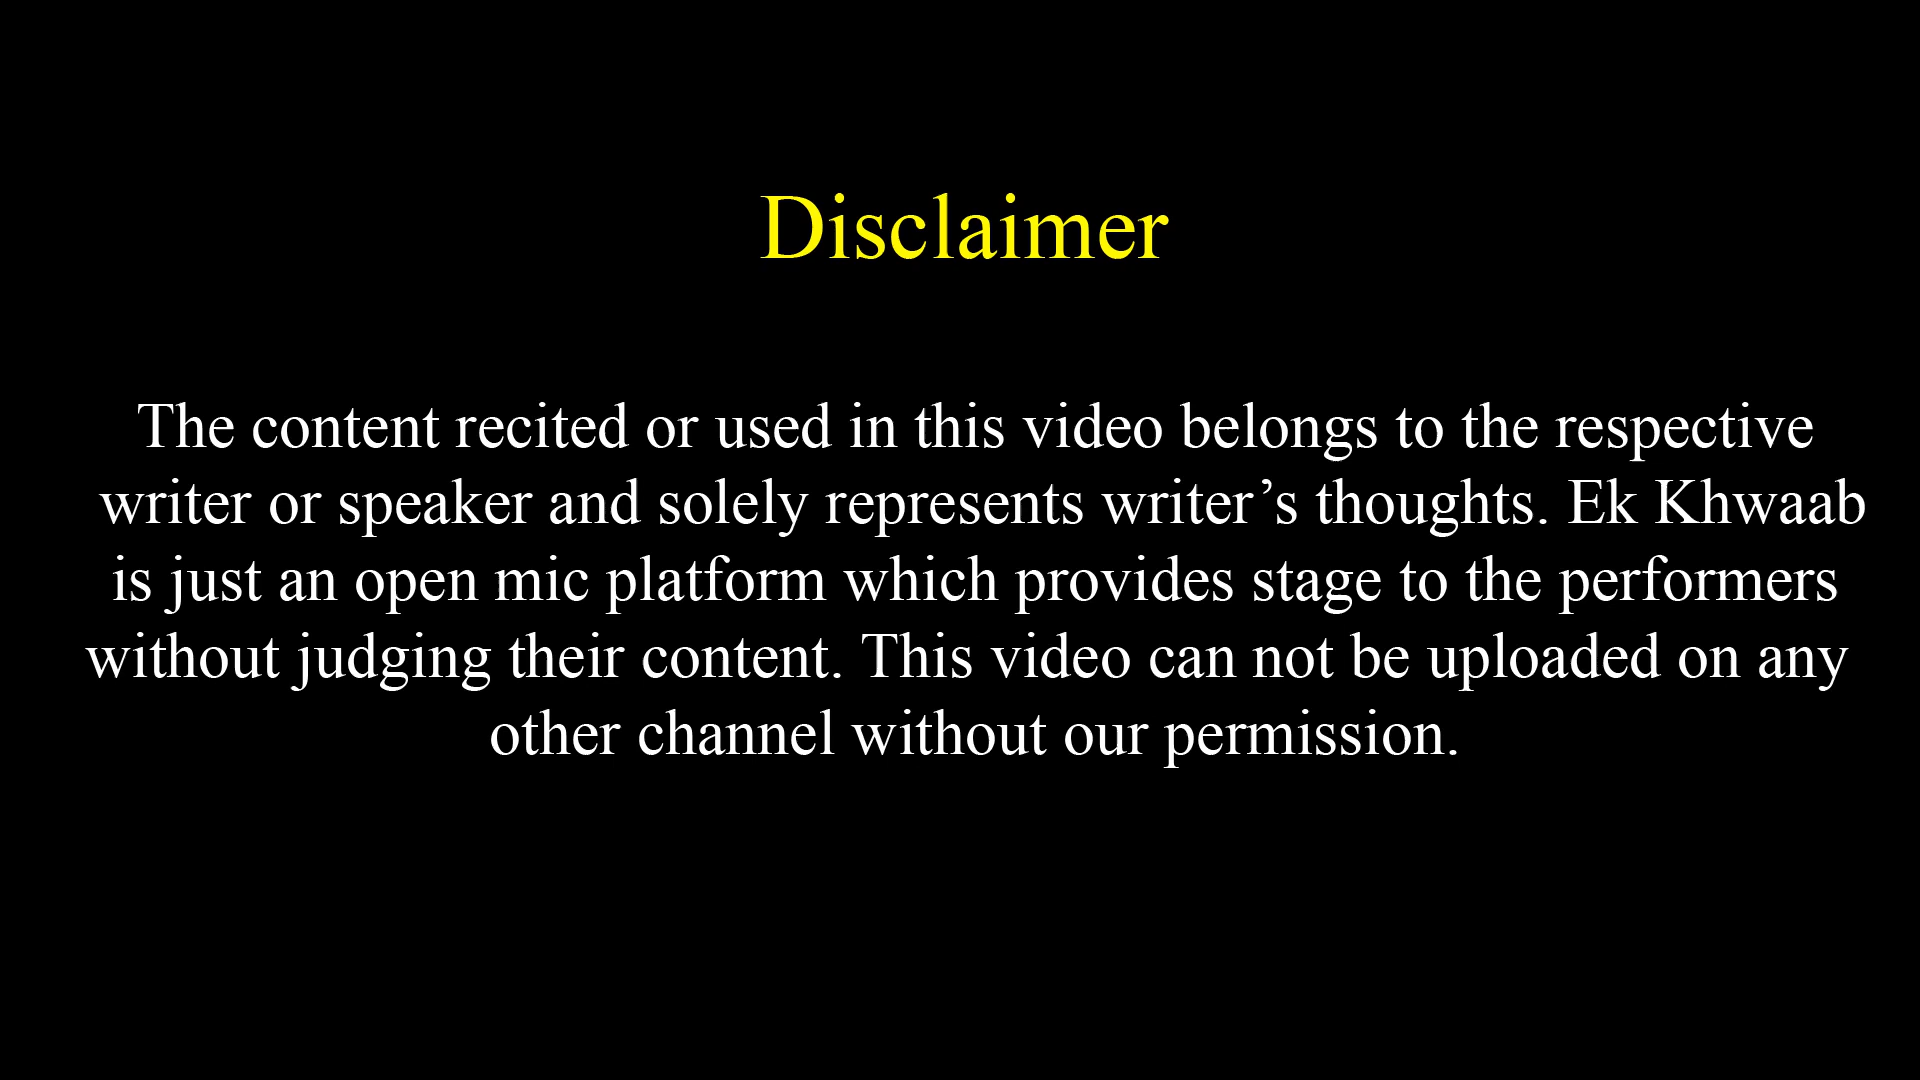 Disclaimer
The content recited or used in this video belongs to the respective
writer or speaker and solely represents writer’s thoughts. Ek Khwaab
is just an open mic platform which provides stage to the performers
without judging their content. This video can not be uploaded on any
other channel without our permission.